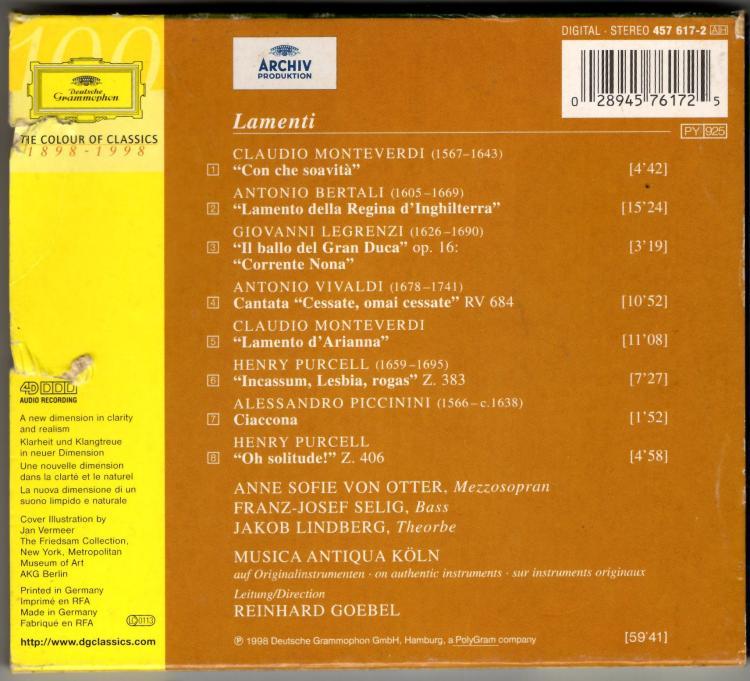 100
Deutsche
Grammophon
THE COLOUR OF CLASSICS
1898 - 1998
ARCHIV
PRODUKTION
DIGITAL · STEREO 457 617-2 AH
0 28945 76172 5
PY 925
Lamenti
CLAUDIO MONTEVERDI (1567–1643)
1 “Con che soavità” [4'42]
ANTONIO BERTALI (1605–1669)
2 “Lamento della Regina d'Inghilterra” [15'24]
GIOVANNI LEGRENZI (1626–1690)
3 “Il ballo del Gran Duca” op. 16: [3'19]
“Corrente Nona”
ANTONIO VIVALDI (1678–1741)
4 Cantata “Cessate, omai cessate” RV 684 [10'52]
CLAUDIO MONTEVERDI
5 “Lamento d'Arianna” [11'08]
HENRY PURCELL (1659–1695)
6 “Incassum, Lesbia, rogas” Z. 383 [7'27]
ALESSANDRO PICCININI (1566–c.1638)
7 Ciaccona [1'52]
HENRY PURCELL
8 “Oh solitude!” Z. 406 [4'58]
ANNE SOFIE VON OTTER, Mezzosopran
FRANZ-JOSEF SELIG, Bass
JAKOB LINDBERG, Theorbe
MUSICA ANTIQUA KÖLN
auf Originalinstrumenten · on authentic instruments · sur instruments originaux
Leitung/Direction
REINHARD GOEBEL
℗ 1998 Deutsche Grammophon GmbH, Hamburg, a PolyGram company [59'41]
4D DDD
AUDIO RECORDING
A new dimension in clarity
and realism
Klarheit und Klangtreue
in neuer Dimension
Une nouvelle dimension
dans la clarté et le naturel
La nuova dimensione di un
suono limpido e naturale
Cover Illustration by
Jan Vermeer
The Friedsam Collection,
New York, Metropolitan
Museum of Art
AKG Berlin
Printed in Germany
Imprimé en RFA
Made in Germany
Fabriqué en RFA
LC 0113
http://www.dgclassics.com